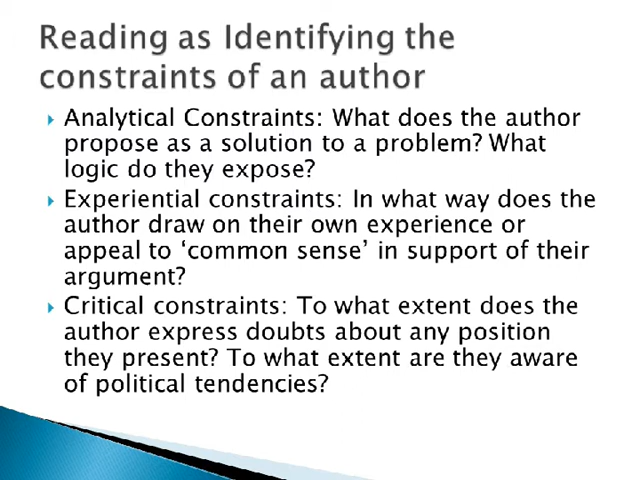 Reading as Identifying the
constraints of an author
Analytical Constraints: What does the author
propose as a solution to a problem? What
logic do they expose?
Experiential constraints: In what way does the
author draw on their own experience or
appeal to ‘common sense’ in support of their
argument?
Critical constraints: To what extent does the
author express doubts about any position
they present? To what extent are they aware
of political tendencies?